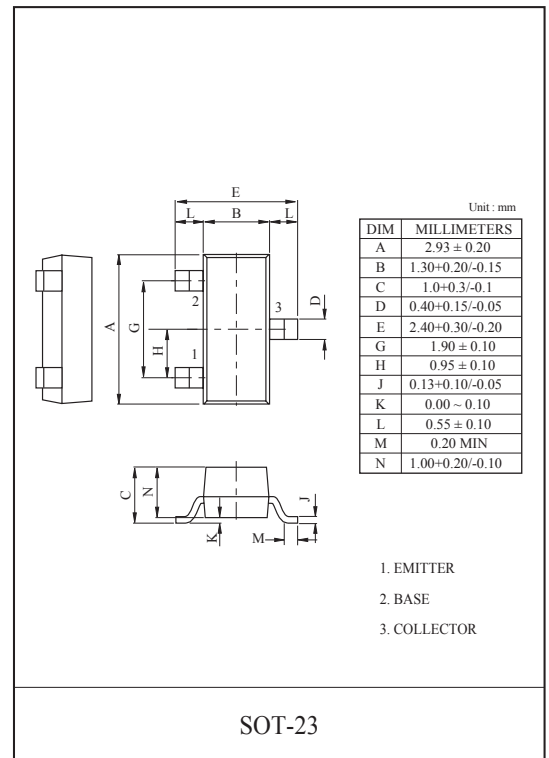 E
L B L
2
3
D
A
G
H
1
Unit : mm
DIM MILLIMETERS
A 2.93 ± 0.20
B 1.30+0.20/-0.15
C 1.0+0.3/-0.1
D 0.40+0.15/-0.05
E 2.40+0.30/-0.20
G 1.90 ± 0.10
H 0.95 ± 0.10
J 0.13+0.10/-0.05
K 0.00 ~ 0.10
L 0.55 ± 0.10
M 0.20 MIN
N 1.00+0.20/-0.10
C
N
K
M
J
1. EMITTER
2. BASE
3. COLLECTOR
SOT-23